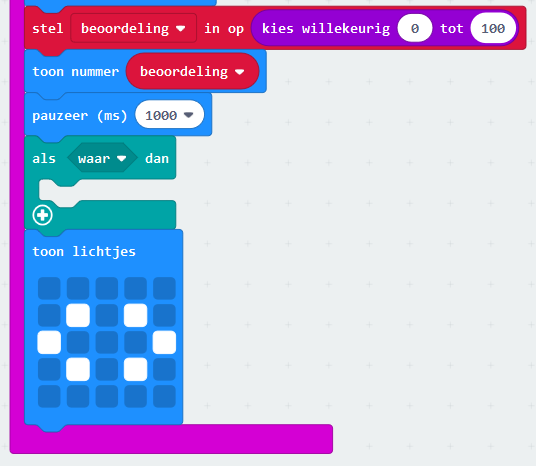 stel beoordeling in op kies willekeurig 0 tot 100
toon nummer beoordeling
pauzeer (ms) 1000
als waar dan
toon lichtjes